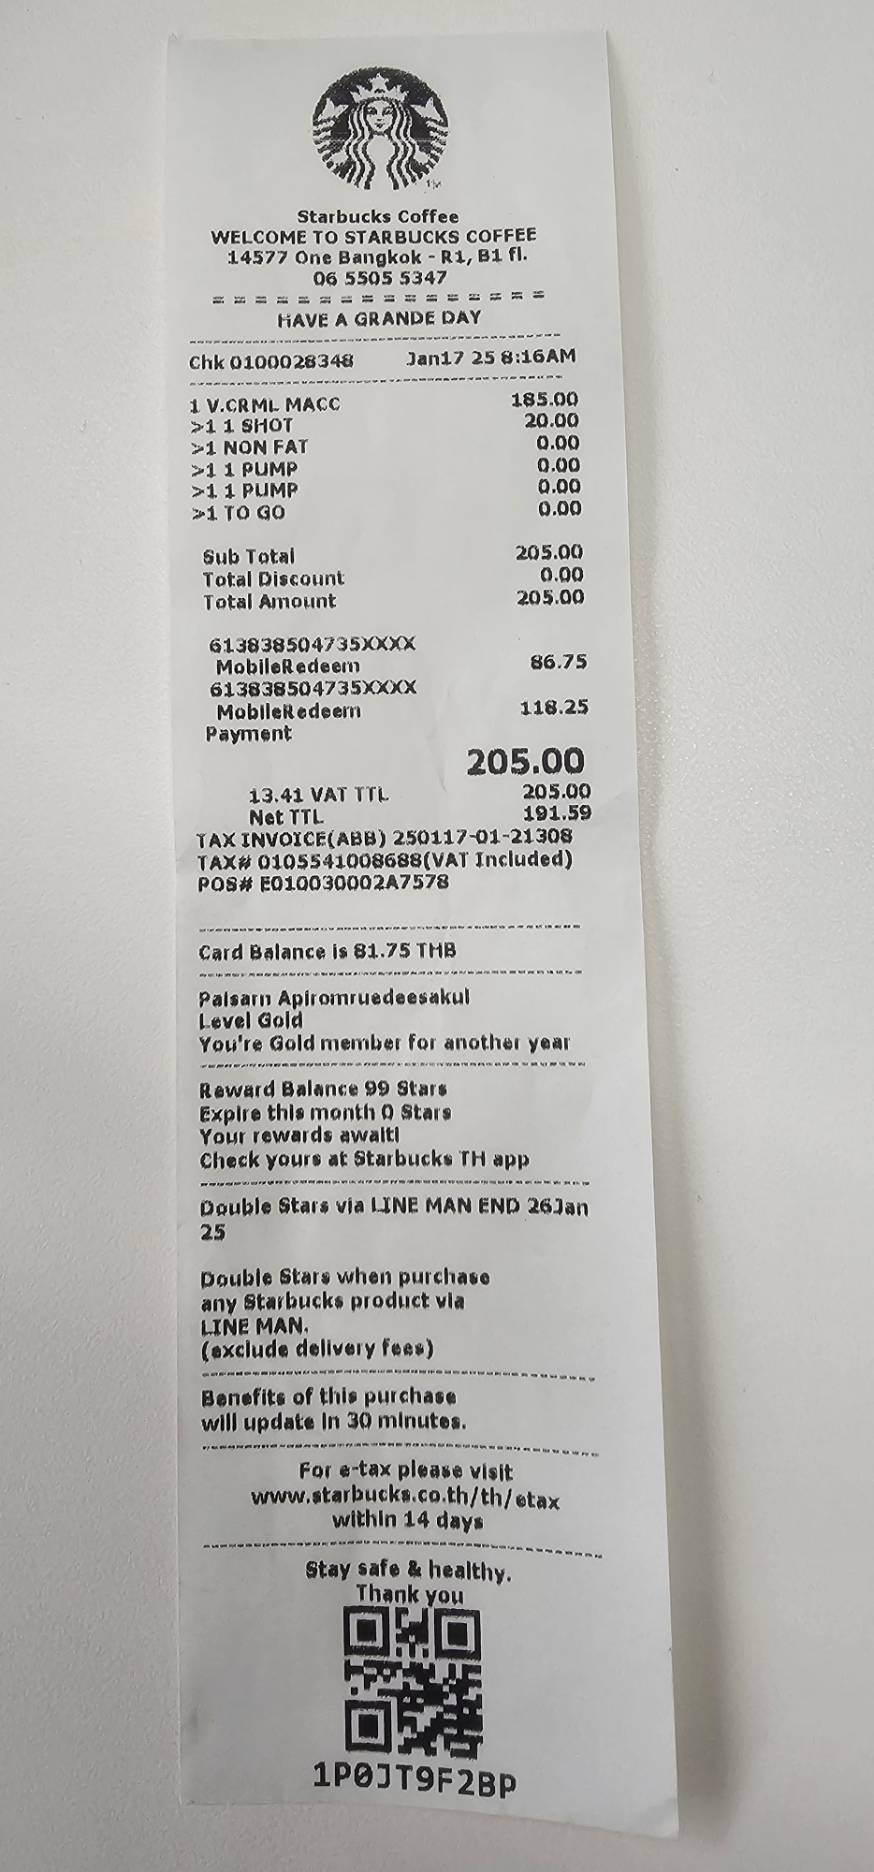 Starbucks Coffee
WELCOME TO STARBUCKS COFFEE
14577 One Bangkok - R1, B1 fl.
06 5505 5347
= = = = = = = = = = = = = = = =
HAVE A GRANDE DAY
Chk 0100028348 Jan17 25 8:16AM
1 V.CRML MACC 185.00
>1 1 SHOT 20.00
>1 NON FAT 0.00
>1 1 PUMP 0.00
>1 1 PUMP 0.00
>1 TO GO 0.00
Sub Total 205.00
Total Discount 0.00
Total Amount 205.00
613838504735XXXX
MobileRedeem 86.75
613838504735XXXX
MobileRedeem 118.25
Payment
205.00
13.41 VAT TTL 205.00
Net TTL 191.59
TAX INVOICE(ABB) 250117-01-21308
TAX# 0105541008688(VAT Included)
POS# E010030002A7578
Card Balance is 81.75 THB
Paisarn Apiromruedeesakul
Level Gold
You're Gold member for another year
Reward Balance 99 Stars
Expire this month 0 Stars
Your rewards await!
Check yours at Starbucks TH app
Double Stars via LINE MAN END 26Jan
25
Double Stars when purchase
any Starbucks product via
LINE MAN.
(exclude delivery fees)
Benefits of this purchase
will update in 30 minutes.
For e-tax please visit
www.starbucks.co.th/th/etax
within 14 days
Stay safe & healthy.
Thank you
1P0JT9F2BP